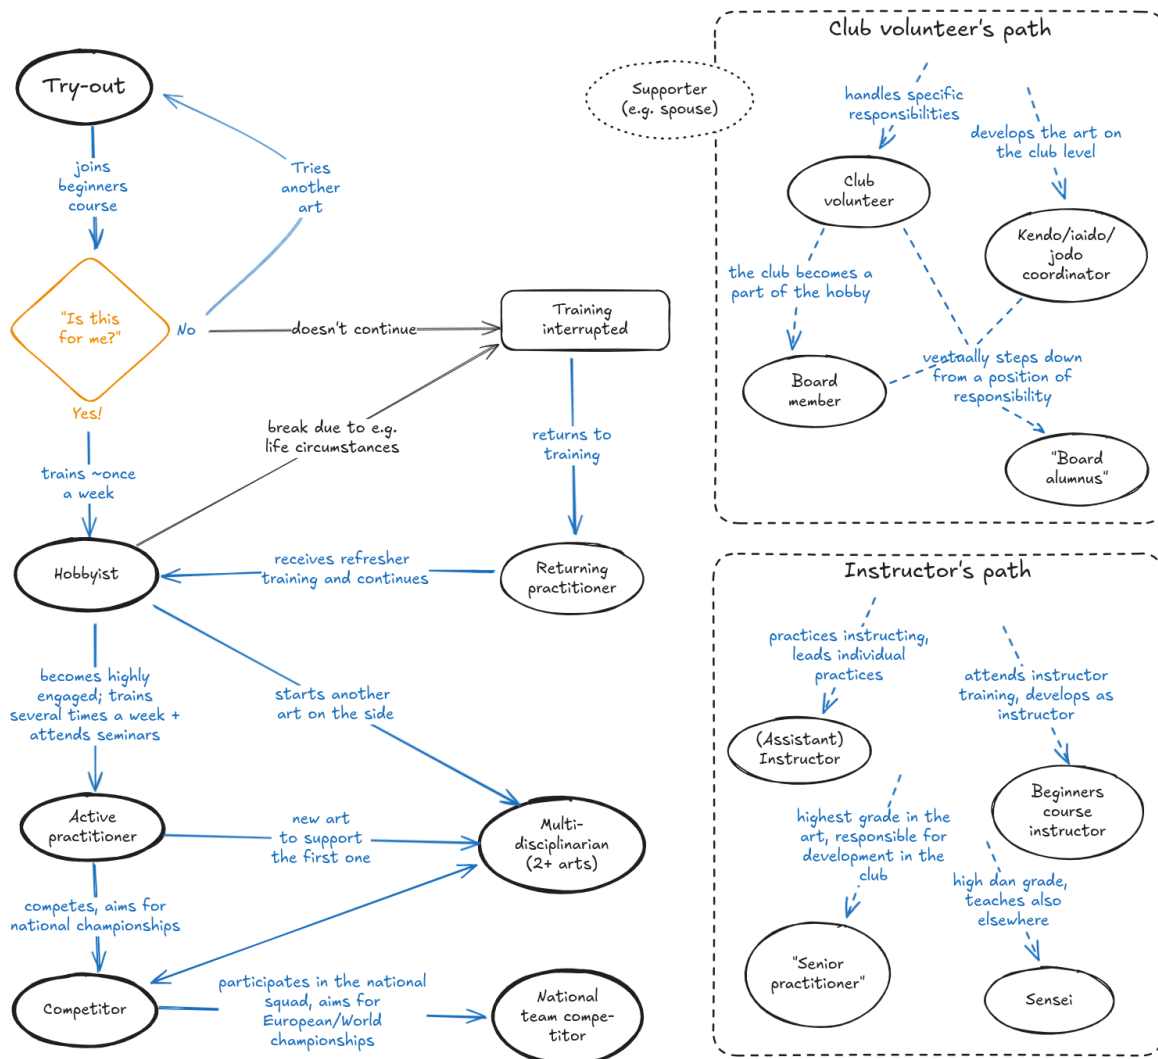 Try-out
joins
beginners
course
Tries
another
art
"Is this
for me?"
No
Yes!
doesn't continue
Training
interrupted
break due to e.g.
life circumstances
returns to
training
trains ~once
a week
Hobbyist
receives refresher
training and continues
Returning
practitioner
becomes highly
engaged; trains
several times a week +
attends seminars
starts another
art on the side
Active
practitioner
new art
to support
the first one
Multi-
disciplinarian
(2+ arts)
competes, aims for
national championships
Competitor
participates in the national
squad, aims for
European/World
championships
National
team compe-
titor
Supporter
(e.g. spouse)
Club volunteer's path
handles specific
responsibilities
develops the art on
the club level
Club
volunteer
Kendo/iaido/
jodo
coordinator
the club becomes a
part of the hobby
Board
member
ventually steps down
from a position of
responsibility
"Board
alumnus"
Instructor's path
practices instructing,
leads individual
practices
attends instructor
training, develops as
instructor
(Assistant)
Instructor
Beginners
course
instructor
highest grade in the
art, responsible for
development in the
club
high dan grade,
teaches also
elsewhere
"Senior
practitioner"
Sensei